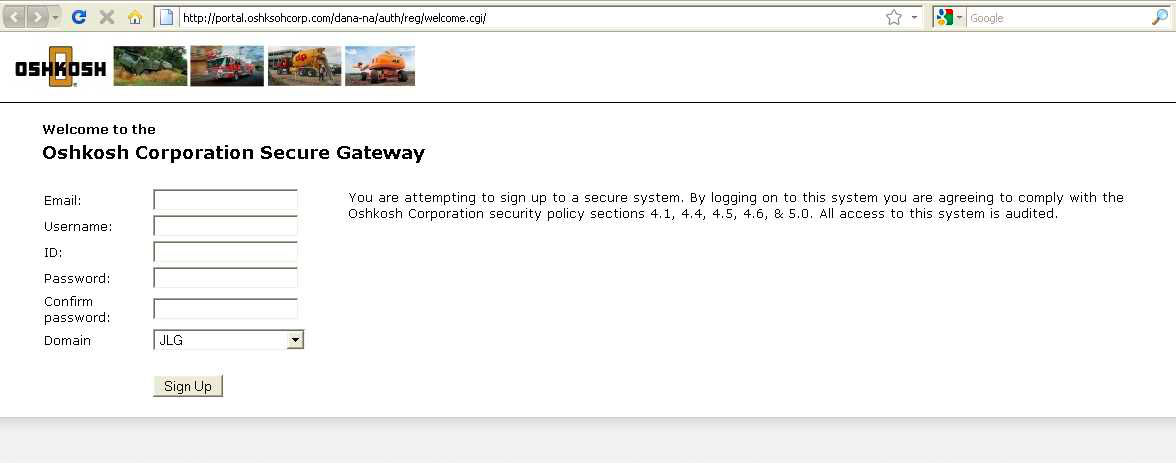 http://portal.oshksohcorp.com/dana-na/auth/reg/welcome.cgi/
Google
OSHKOSH
Welcome to the
Oshkosh Corporation Secure Gateway
Email:
You are attempting to sign up to a secure system. By logging on to this system you are agreeing to comply with the
Oshkosh Corporation security policy sections 4.1, 4.4, 4.5, 4.6, & 5.0. All access to this system is audited.
Username:
ID:
Password:
Confirm
password:
Domain
JLG
Sign Up